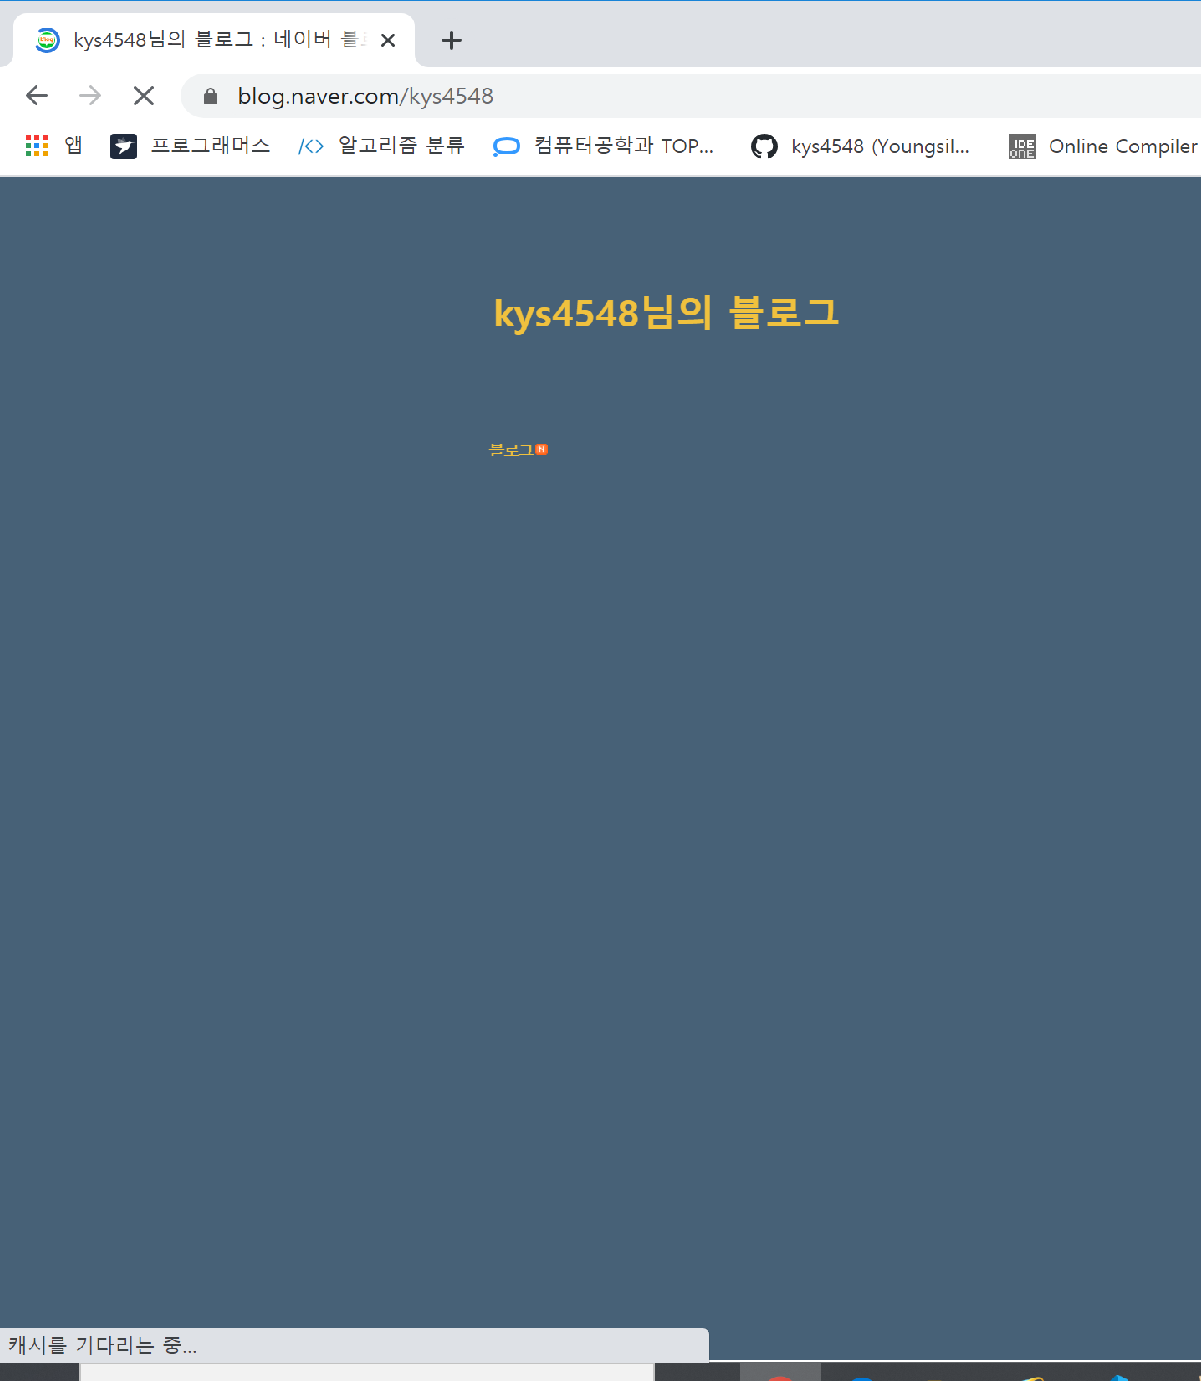 kys4548님의 블로그 : 네이버
blog.naver.com/kys4548
앱 프로그래머스 알고리즘 분류 컴퓨터공학과 TOP... kys4548 (Youngsil... Online Compiler
kys4548님의 블로그
블로그 N
캐시를 기다리는 중...